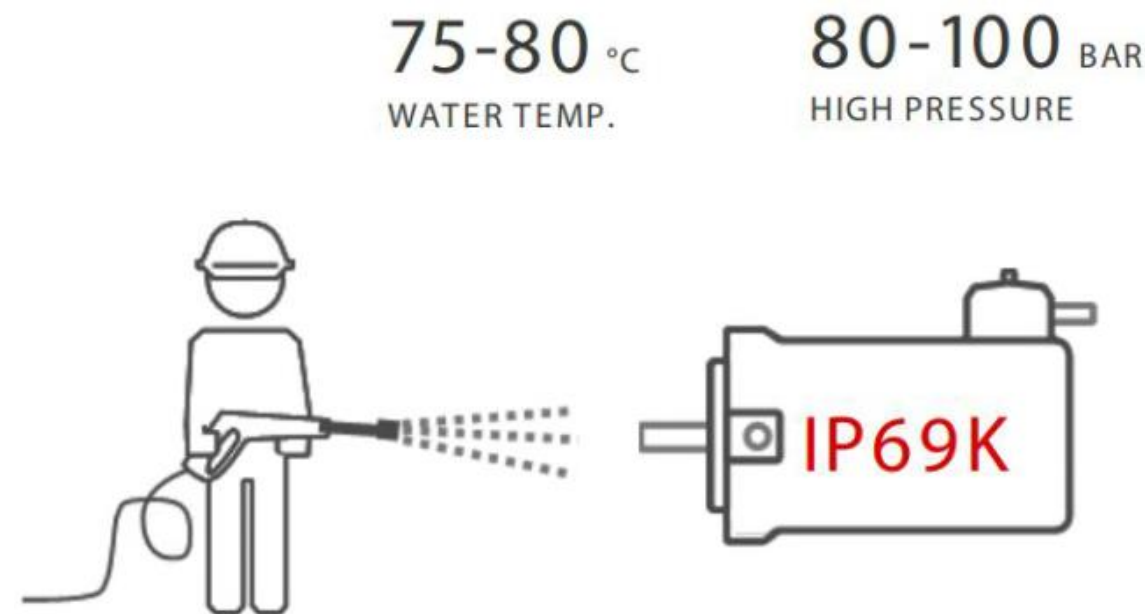 75-80 °C
WATER TEMP.
80-100 BAR
HIGH PRESSURE
IP69K